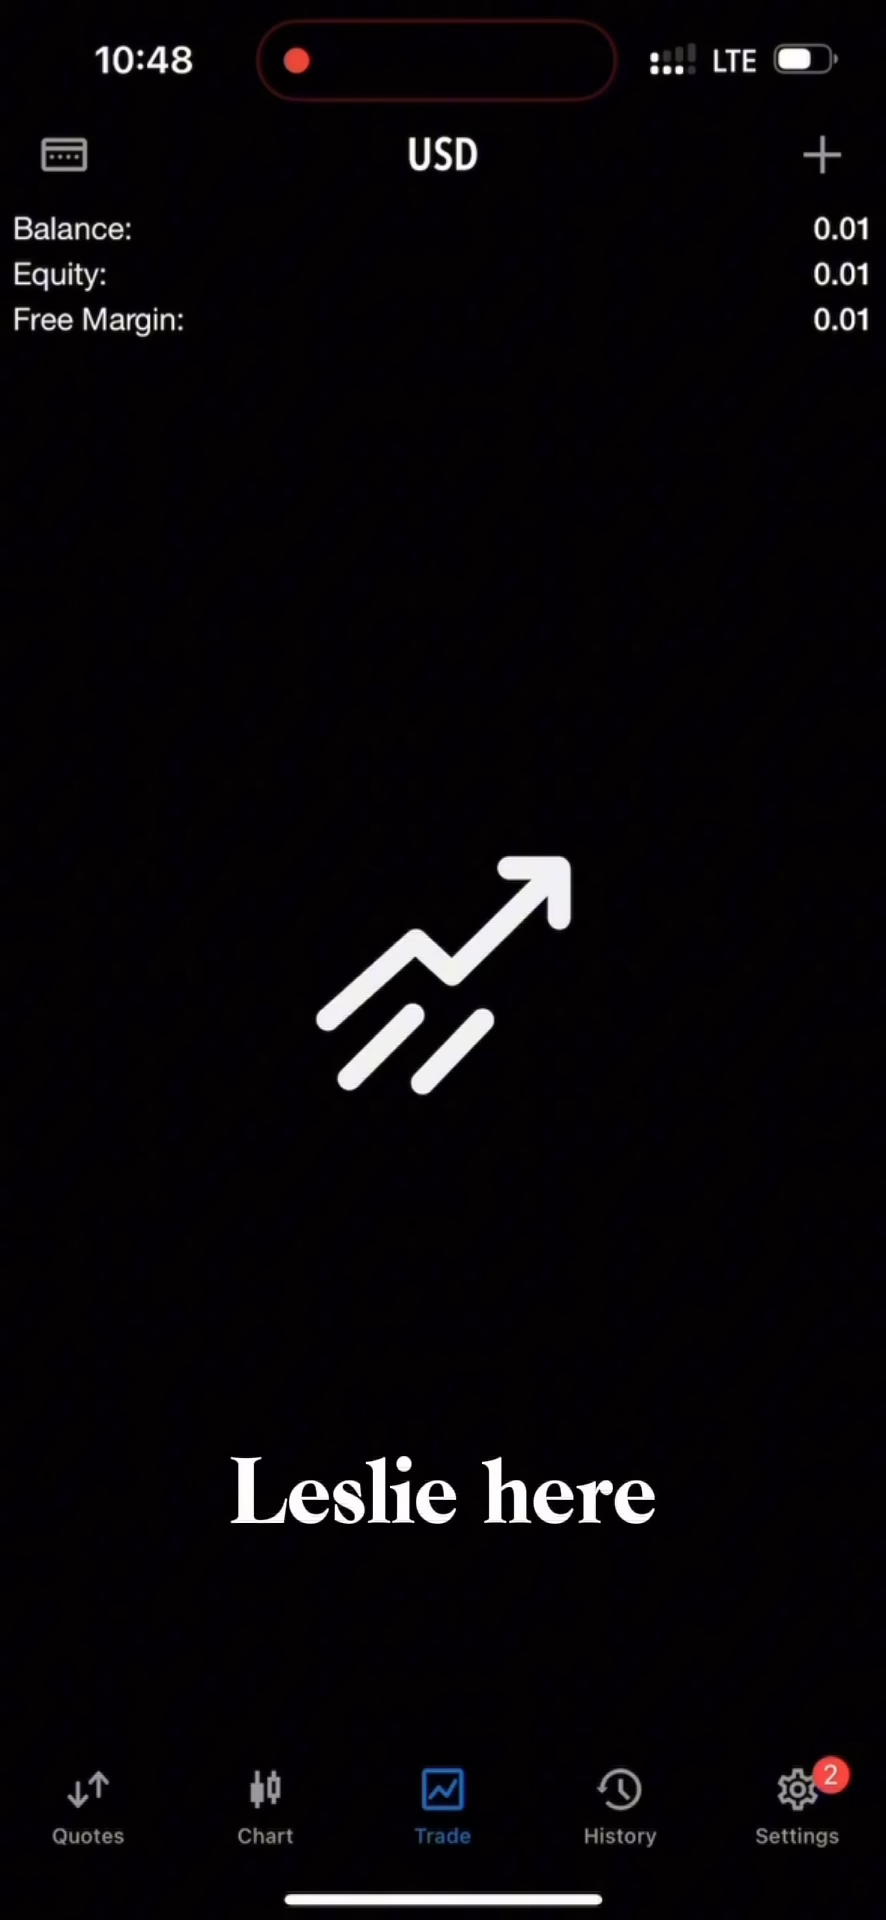 10:48 LTE
USD
Balance: 0.01
Equity: 0.01
Free Margin: 0.01
Leslie here
2
Quotes Chart Trade History Settings